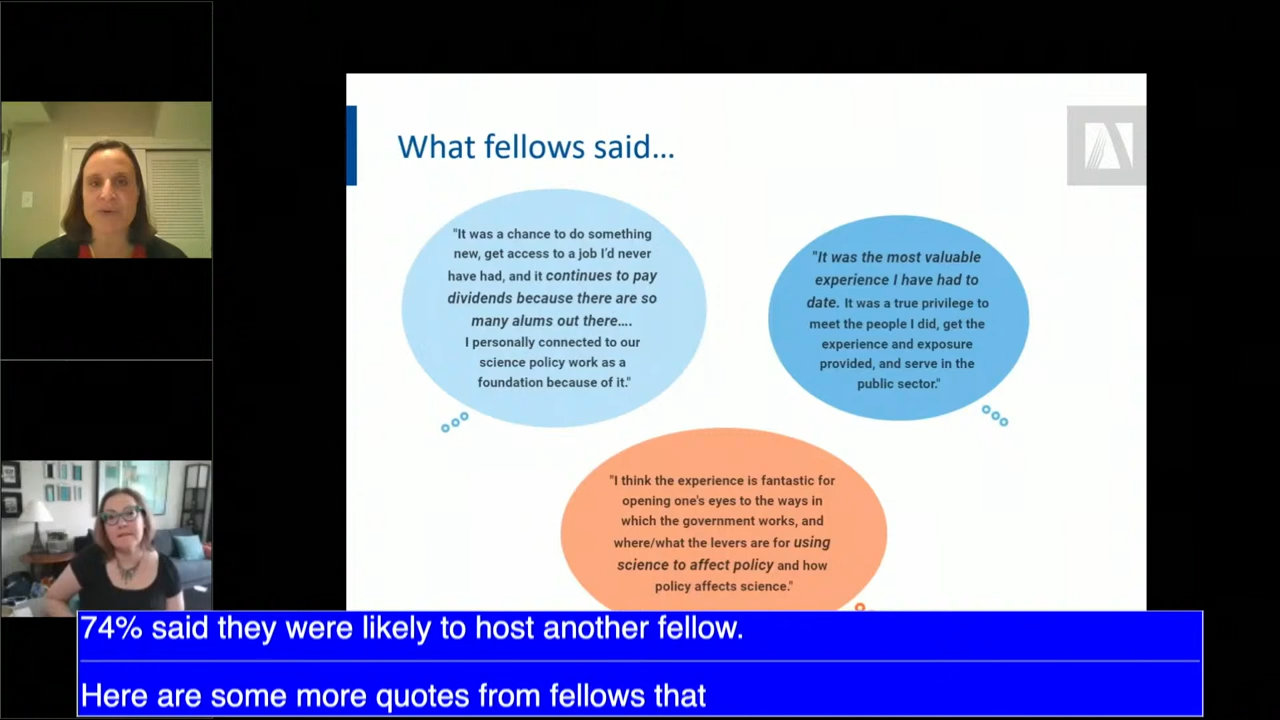 What fellows said...
"It was a chance to do something
new, get access to a job I'd never
have had, and it continues to pay
dividends because there are so
many alums out there....
I personally connected to our
science policy work as a
foundation because of it."
"It was the most valuable
experience I have had to
date. It was a true privilege to
meet the people I did, get the
experience and exposure
provided, and serve in the
public sector."
"I think the experience is fantastic for
opening one's eyes to the ways in
which the government works, and
where/what the levers are for using
science to affect policy and how
policy affects science."
74% said they were likely to host another fellow.
Here are some more quotes from fellows that